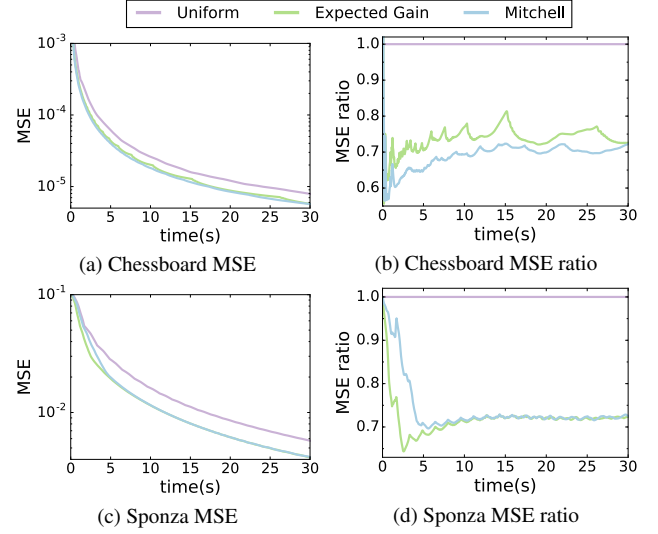 Uniform Expected Gain Mitchell
10⁻³
10⁻⁴
10⁻⁵
MSE
0 5 10 15 20 25 30
time(s)
(a) Chessboard MSE
1.0
0.9
0.8
0.7
0.6
MSE ratio
0 5 10 15 20 25 30
time(s)
(b) Chessboard MSE ratio
10⁻¹
10⁻²
MSE
0 5 10 15 20 25 30
time(s)
(c) Sponza MSE
1.0
0.9
0.8
0.7
MSE ratio
0 5 10 15 20 25 30
time(s)
(d) Sponza MSE ratio